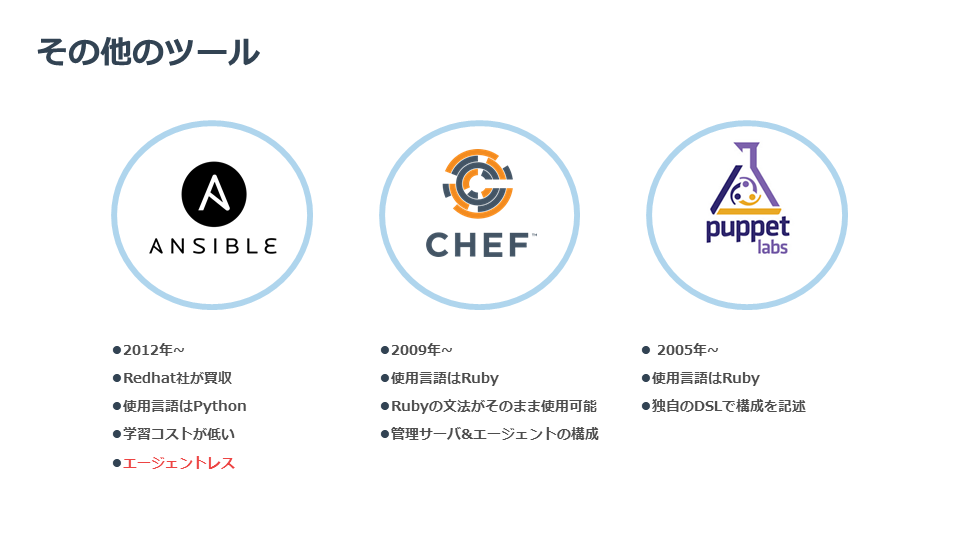 その他のツール
ANSIBLE
CHEF™
puppet
labs
●2012年~
●Redhat社が買収
●使用言語はPython
●学習コストが低い
●エージェントレス
●2009年~
●使用言語はRuby
●Rubyの文法がそのまま使用可能
●管理サーバ&エージェントの構成
● 2005年~
●使用言語はRuby
●独自のDSLで構成を記述